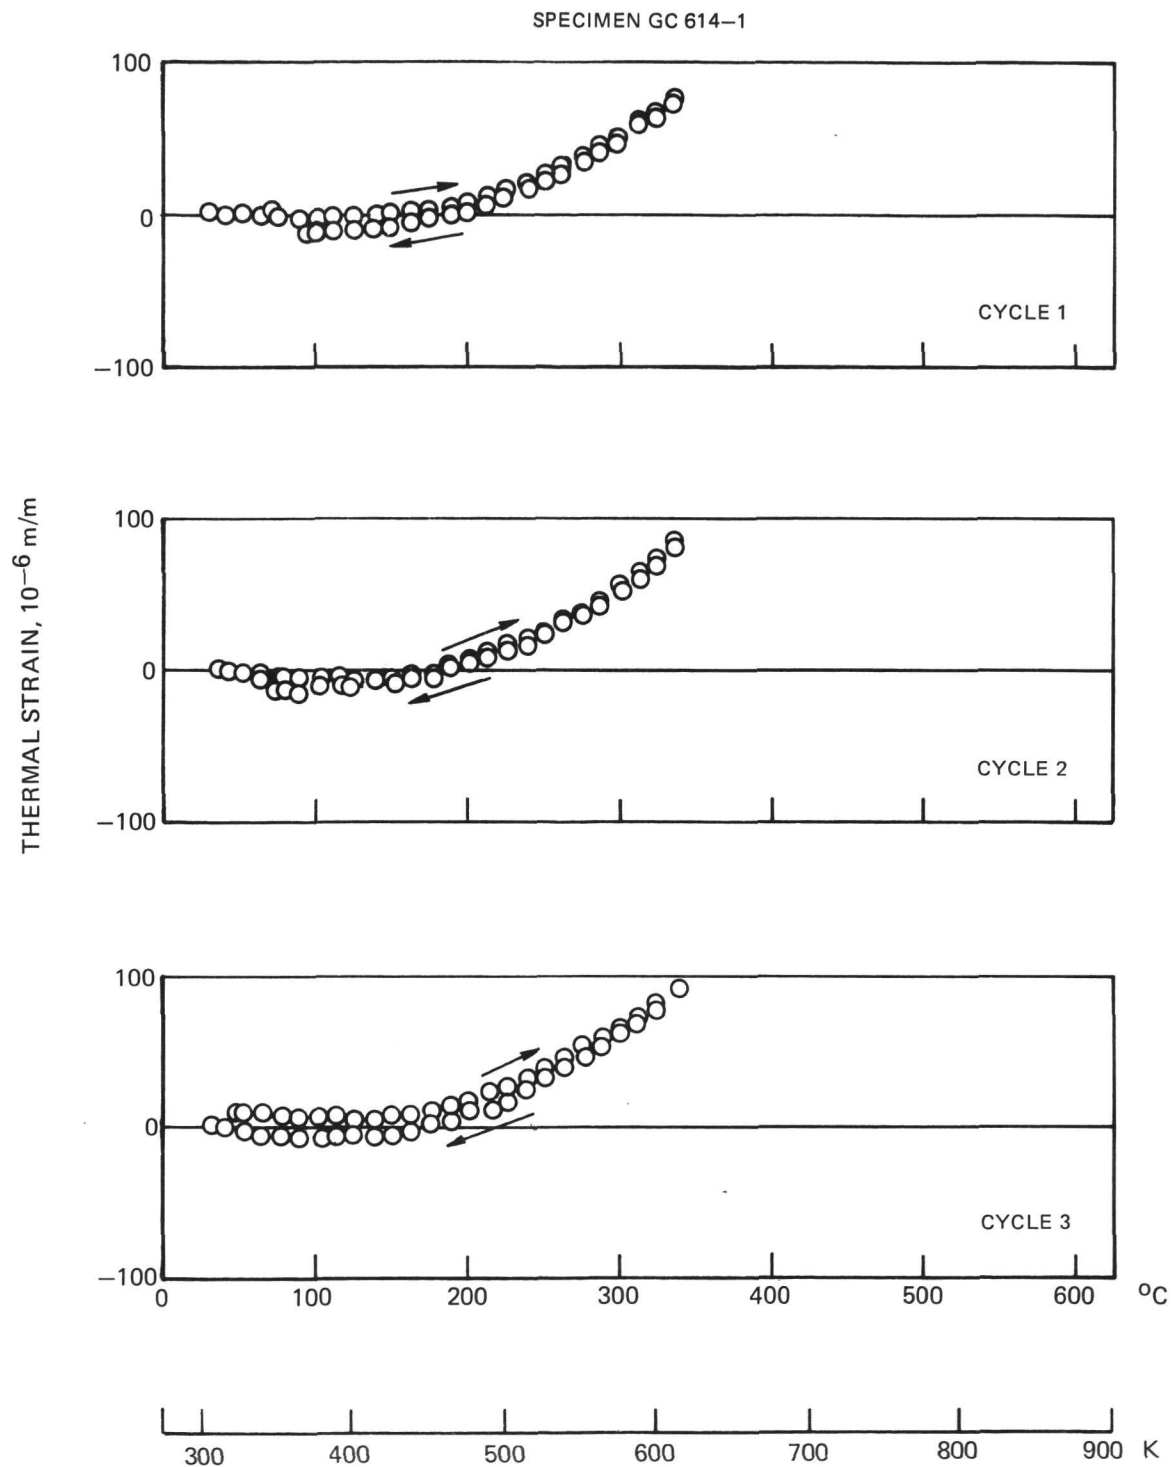 SPECIMEN GC 614–1
100
0
–100
CYCLE 1
THERMAL STRAIN, 10–6 m/m
100
0
–100
CYCLE 2
100
0
–100
CYCLE 3
0 100 200 300 400 500 600 °C
300 400 500 600 700 800 900 K